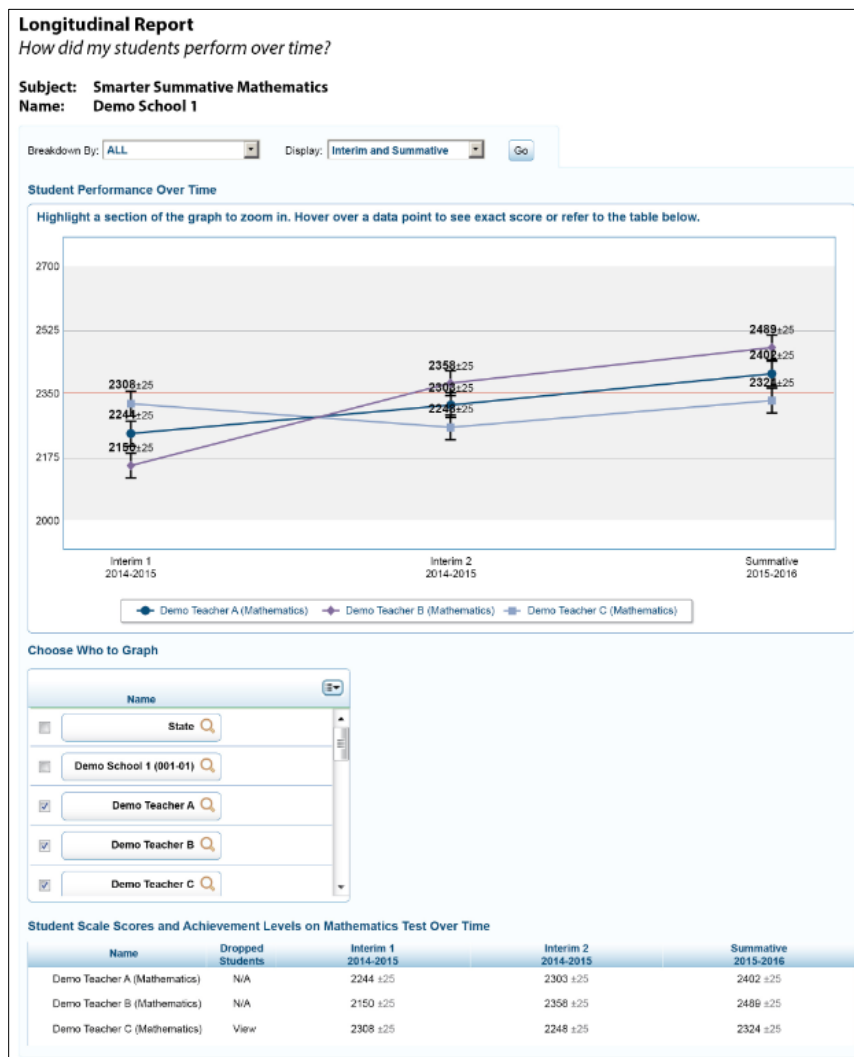 Longitudinal Report
How did my students perform over time?
Subject: Smarter Summative Mathematics
Name: Demo School 1
Breakdown By: ALL Display: Interim and Summative Go
Student Performance Over Time
Highlight a section of the graph to zoom in. Hover over a data point to see exact score or refer to the table below.
2700
2525
2350
2175
2000
2308±25
2244±25
2150±25
2358±25
2303±25
2248±25
2489±25
2402±25
2324±25
Interim 1 Interim 2 Summative
2014-2015 2014-2015 2015-2016
Demo Teacher A (Mathematics) Demo Teacher B (Mathematics) Demo Teacher C (Mathematics)
Choose Who to Graph
Name
State
Demo School 1 (001-01)
Demo Teacher A
Demo Teacher B
Demo Teacher C
Student Scale Scores and Achievement Levels on Mathematics Test Over Time
Name Dropped Students Interim 1 2014-2015 Interim 2 2014-2015 Summative 2015-2016
Demo Teacher A (Mathematics) N/A 2244 ±25 2303 ±25 2402 ±25
Demo Teacher B (Mathematics) N/A 2150 ±25 2358 ±25 2489 ±25
Demo Teacher C (Mathematics) View 2308 ±25 2248 ±25 2324 ±25